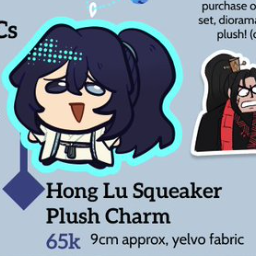 Cs
purchase o
set, diorama
plush! (
Hong Lu Squeaker
Plush Charm
65k 9cm approx, yelvo fabric